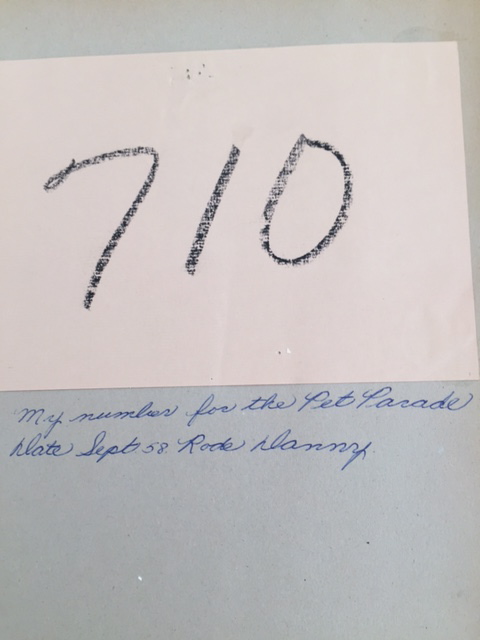 710
My number for the Pet Parade
Date Sept. 58. Rode Danny.